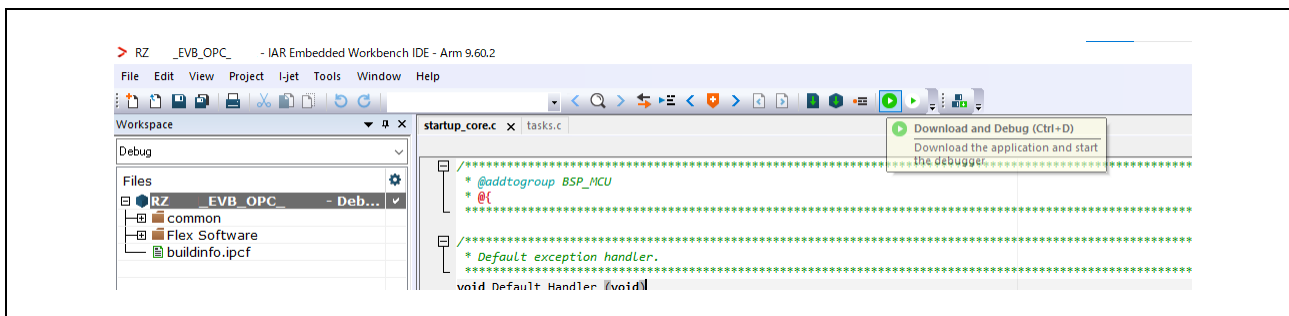 RZ _EVB_OPC_ - IAR Embedded Workbench IDE - Arm 9.60.2
File Edit View Project I-jet Tools Window Help
Workspace
startup_core.c tasks.c
Download and Debug (Ctrl+D)
Download the application and start
the debugger
Debug
Files
RZ _EVB_OPC_ - Deb...
common
Flex Software
buildinfo.ipcf
/****************************************************************************************************
* @addtogroup BSP_MCU
* @{
****************************************************************************************************
/****************************************************************************************************
* Default exception handler.
****************************************************************************************************
void Default_Handler (void)